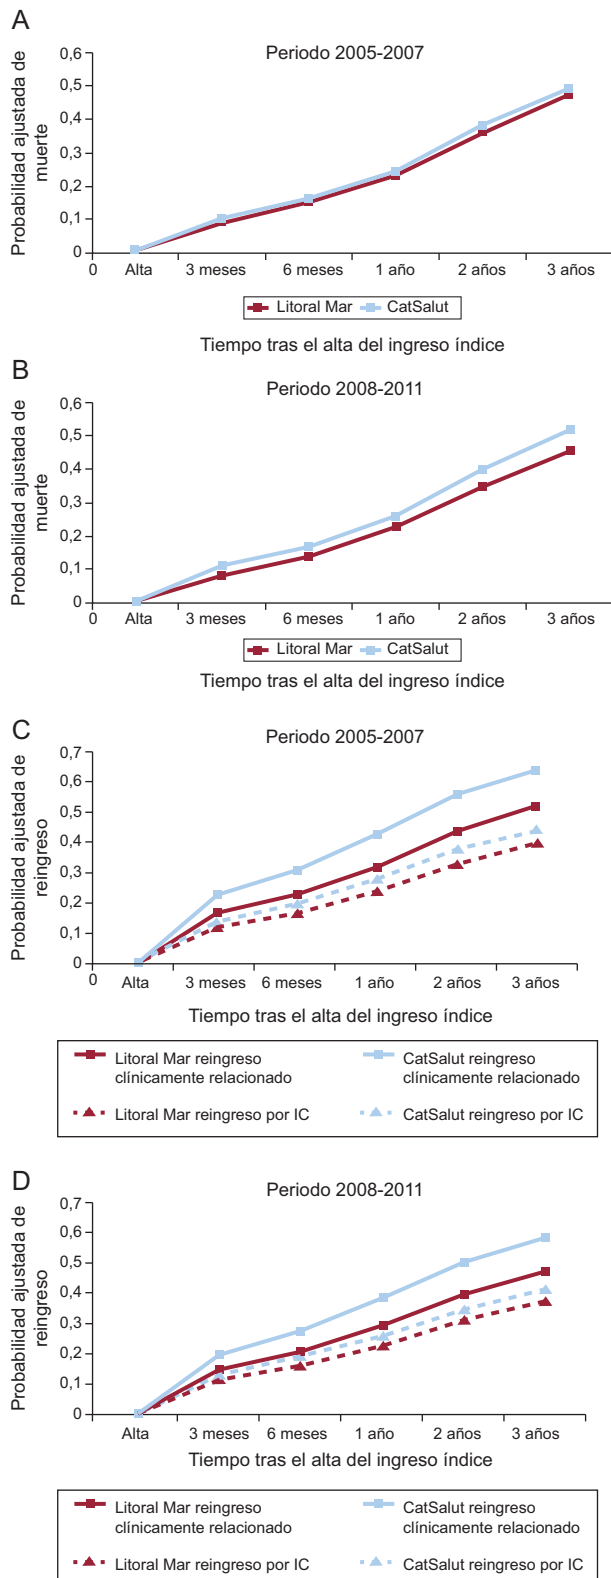 A
Periodo 2005-2007
Probabilidad ajustada de
muerte
0,6
0,5
0,3
0,2
0,1
0
0
Alta
3 meses
6 meses
1 año
2 años
3 años
Litoral Mar
CatSalut
Tiempo tras el alta del ingreso índice
B
Periodo 2008-2011
Probabilidad ajustada de
muerte
0,6
0,5
0,3
0,2
0,1
0
0
Alta
3 meses
6 meses
1 año
2 años
3 años
Litoral Mar
CatSalut
Tiempo tras el alta del ingreso índice
C
Periodo 2005-2007
Probabilidad ajustada de
reingreso
0,7
0,6
0,5
0,4
0,3
0,2
0,1
0
0
Alta
3 meses
6 meses
1 año
2 años
3 años
Tiempo tras el alta del ingreso índice
Litoral Mar reingreso
clínicamente relacionado
CatSalut reingreso
clínicamente relacionado
Litoral Mar reingreso por IC
CatSalut reingreso por IC
D
Periodo 2008-2011
Probabilidad ajustada de
reingreso
0,7
0,6
0,5
0,4
0,3
0,2
0,1
0
Alta
3 meses
6 meses
1 año
2 años
3 años
Tiempo tras el alta del ingreso índice
Litoral Mar reingreso
clínicamente relacionado
CatSalut reingreso
clínicamente relacionado
Litoral Mar reingreso por IC
CatSalut reingreso por IC